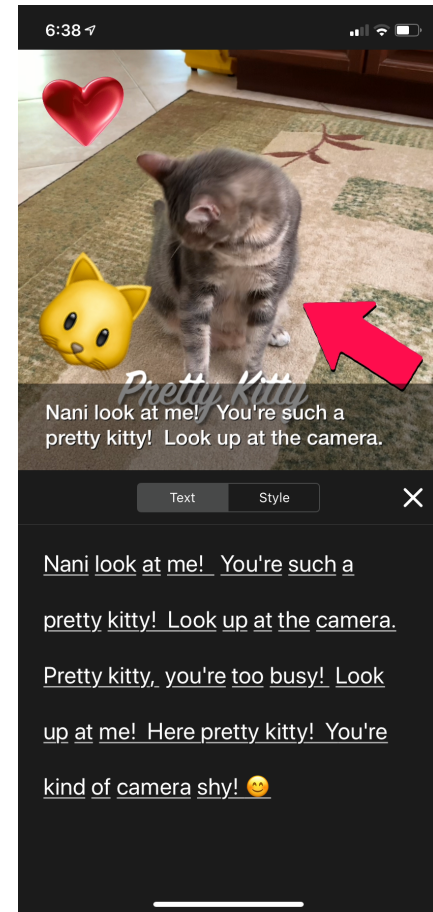 6:38
Pretty Kitty
Nani look at me!  You're such a
pretty kitty!  Look up at the camera.
Text
Style
Nani look at me!  You're such a
pretty kitty!  Look up at the camera.
Pretty kitty,  you're too busy!  Look
up at me!  Here pretty kitty!  You're
kind of camera shy! 😊